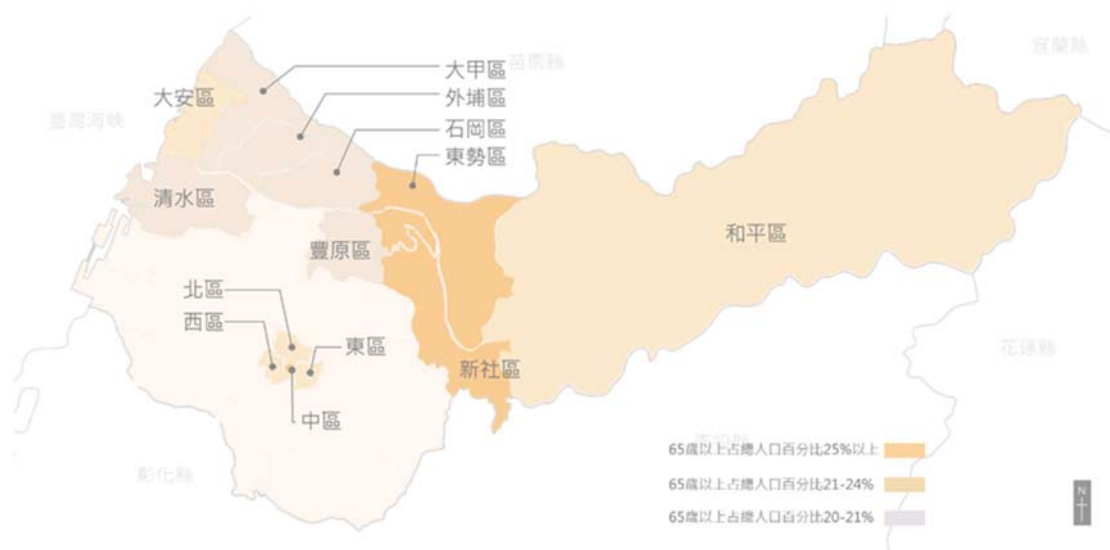 宜蘭縣
苗栗縣
大甲區
大安區
外埔區
臺灣海峽
石岡區
東勢區
清水區
和平區
豐原區
北區
西區
東區
花蓮縣
新社區
中區
南投縣
65歲以上占總人口百分比25%以上
彰化縣
65歲以上占總人口百分比21-24%
65歲以上占總人口百分比20-21%
N